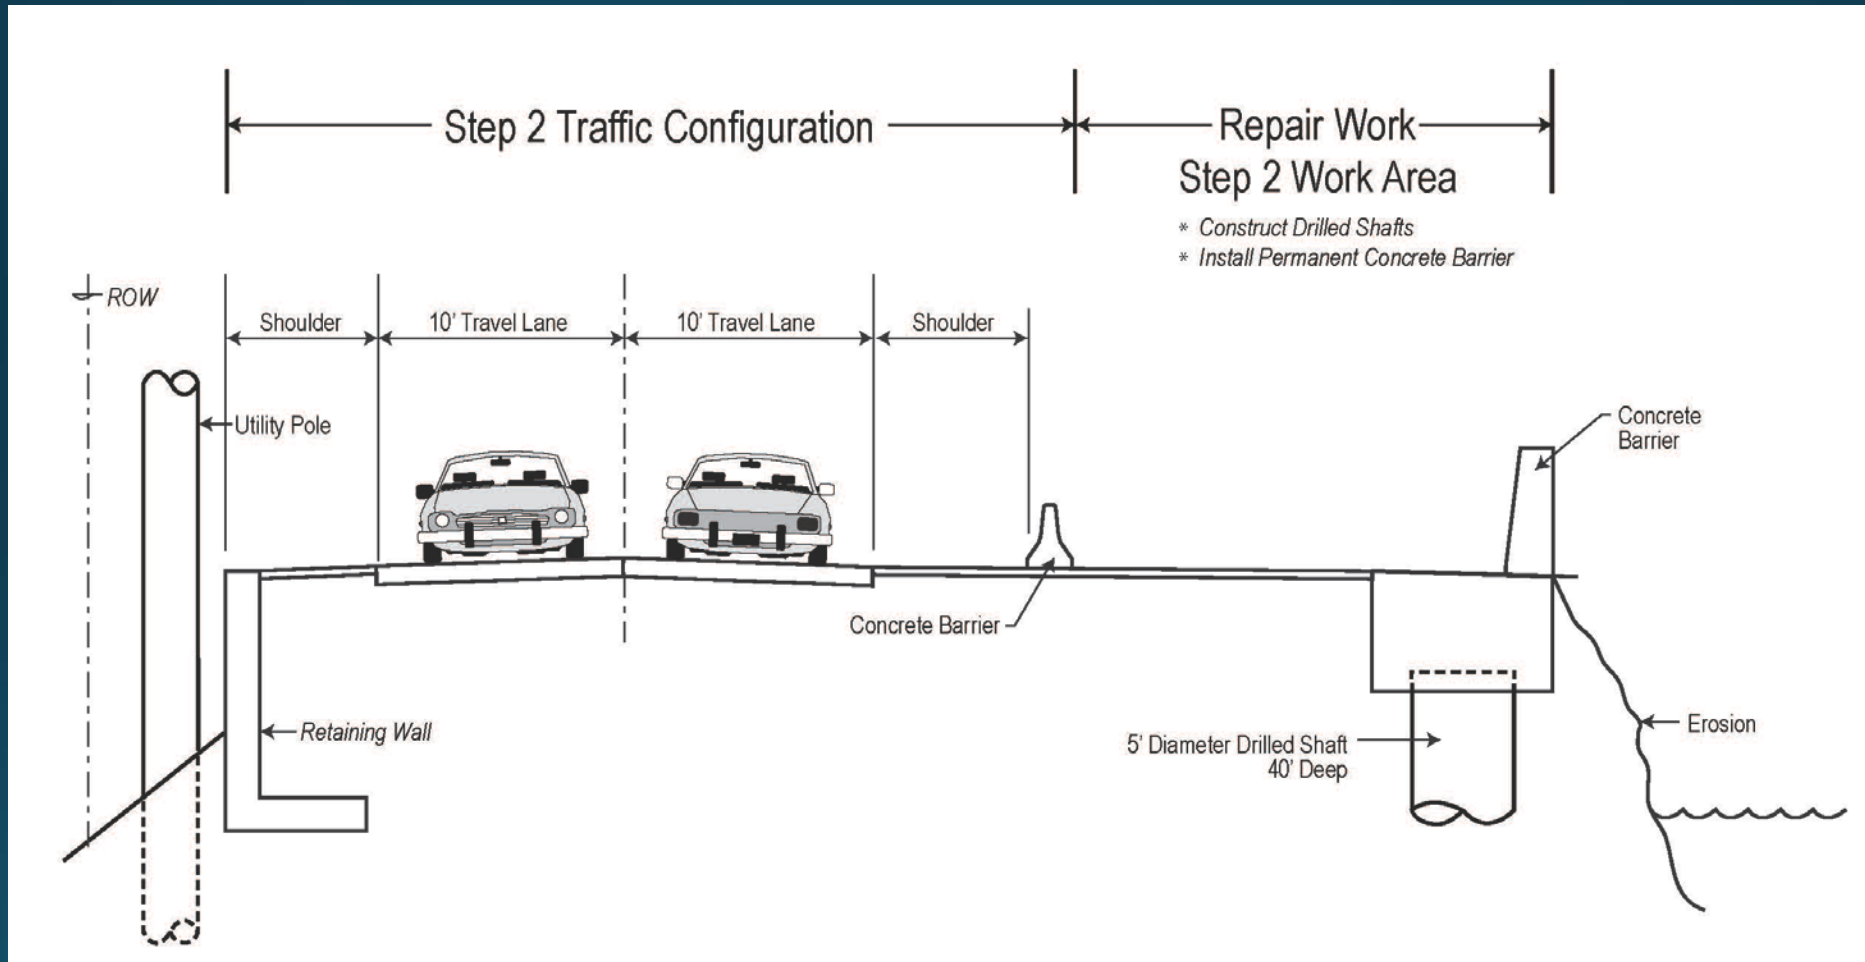 Step 2 Traffic Configuration
Repair Work
Step 2 Work Area
* Construct Drilled Shafts
* Install Permanent Concrete Barrier
ROW
Shoulder
10' Travel Lane
10' Travel Lane
Shoulder
Utility Pole
Concrete
Barrier
Concrete Barrier
Retaining Wall
5' Diameter Drilled Shaft
40' Deep
Erosion